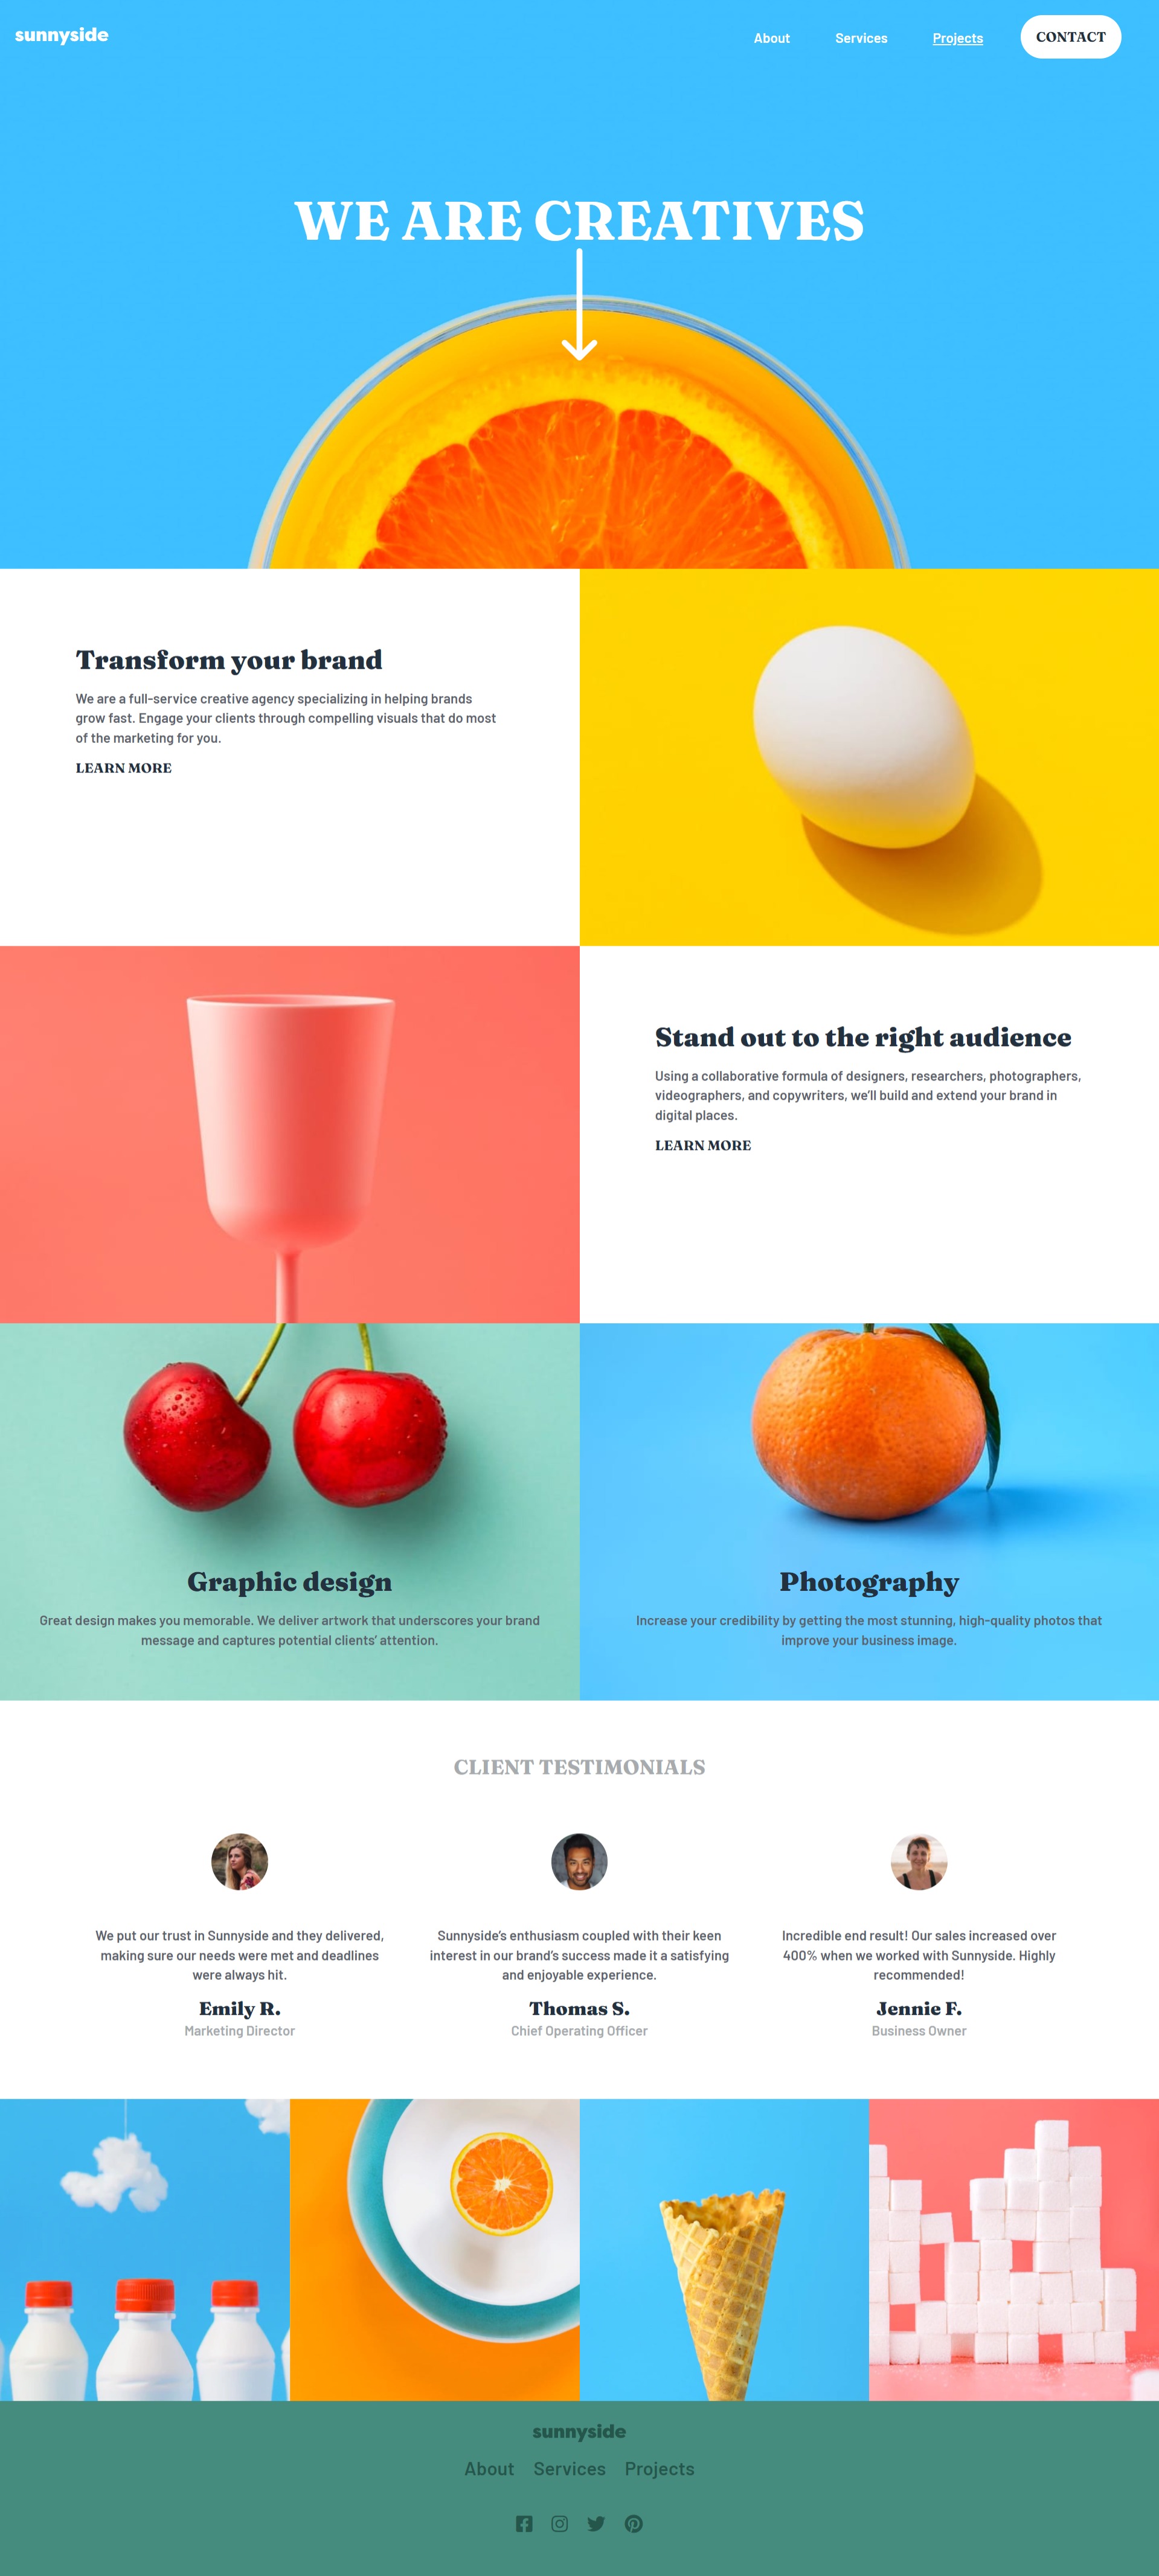 sunnyside
About Services Projects CONTACT
WE ARE CREATIVES
Transform your brand
We are a full-service creative agency specializing in helping brands
grow fast. Engage your clients through compelling visuals that do most
of the marketing for you.
LEARN MORE
Stand out to the right audience
Using a collaborative formula of designers, researchers, photographers,
videographers, and copywriters, we’ll build and extend your brand in
digital places.
LEARN MORE
Graphic design
Great design makes you memorable. We deliver artwork that underscores your brand
message and captures potential clients’ attention.
Photography
Increase your credibility by getting the most stunning, high-quality photos that
improve your business image.
CLIENT TESTIMONIALS
We put our trust in Sunnyside and they delivered,
making sure our needs were met and deadlines
were always hit.
Emily R.
Marketing Director
Sunnyside’s enthusiasm coupled with their keen
interest in our brand’s success made it a satisfying
and enjoyable experience.
Thomas S.
Chief Operating Officer
Incredible end result! Our sales increased over
400% when we worked with Sunnyside. Highly
recommended!
Jennie F.
Business Owner
sunnyside
About Services Projects